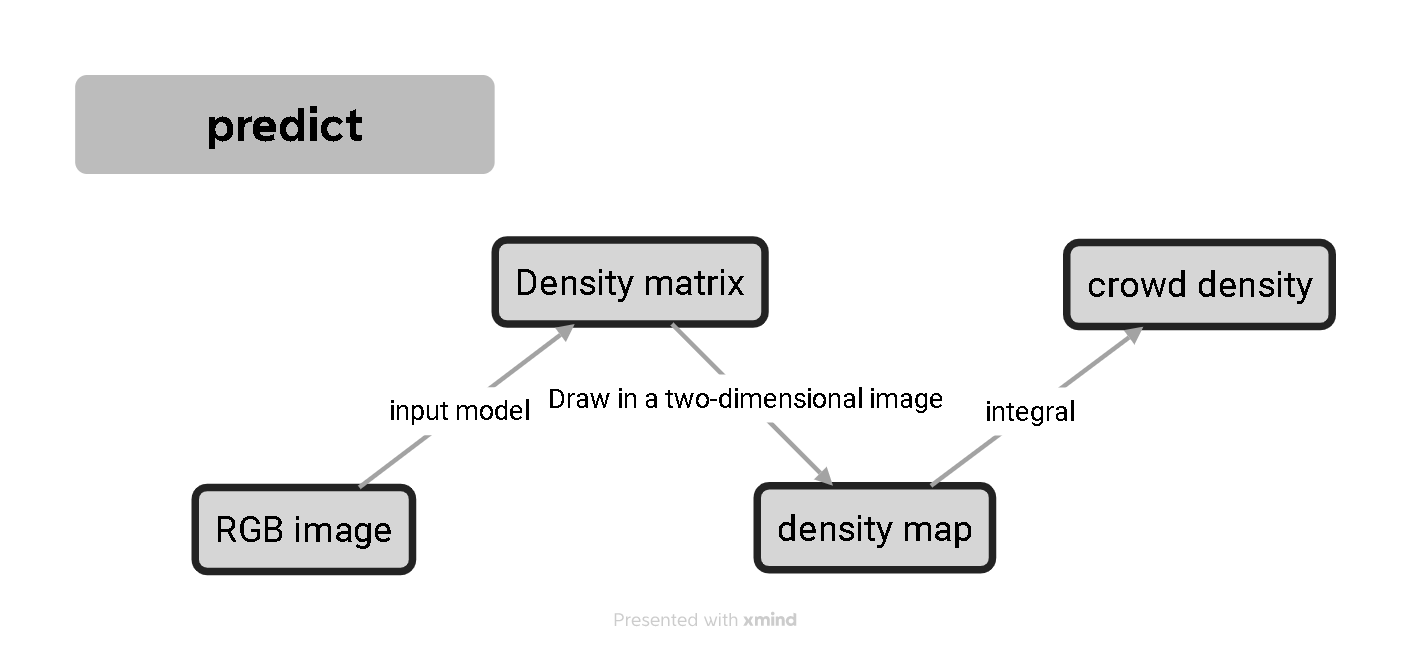 predict
Density matrix
crowd density
input model
Draw in a two-dimensional image
integral
RGB image
density map
Presented with xmind